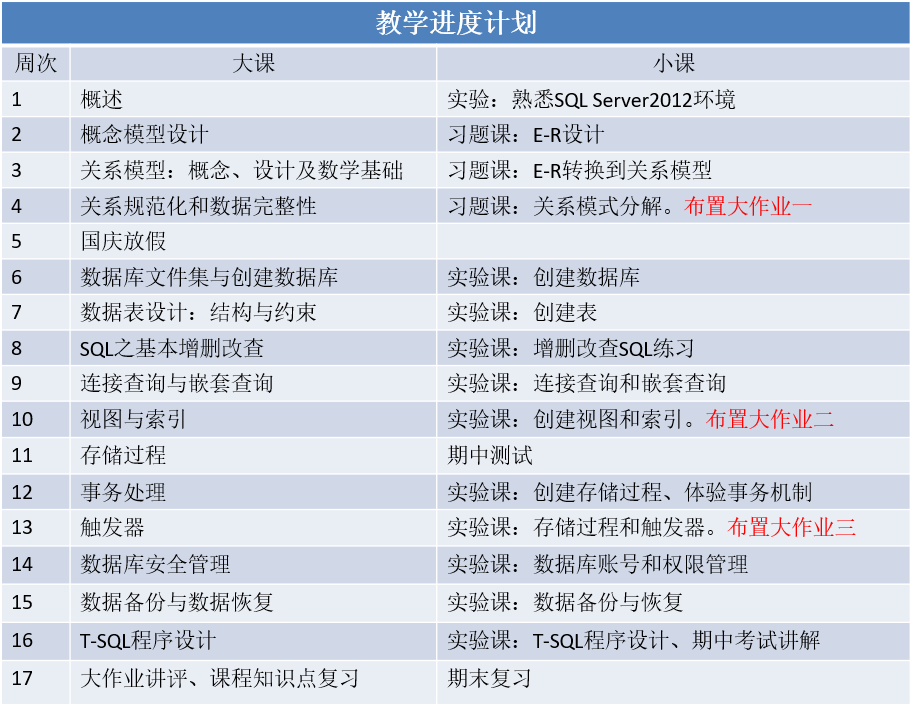 教学进度计划
周次 大课 小课
1 概述 实验：熟悉SQL Server2012环境
2 概念模型设计 习题课：E-R设计
3 关系模型：概念、设计及数学基础 习题课：E-R转换到关系模型
4 关系规范化和数据完整性 习题课：关系模式分解。布置大作业一
5 国庆放假
6 数据库文件集与创建数据库 实验课：创建数据库
7 数据表设计：结构与约束 实验课：创建表
8 SQL之基本增删改查 实验课：增删改查SQL练习
9 连接查询与嵌套查询 实验课：连接查询和嵌套查询
10 视图与索引 实验课：创建视图和索引。布置大作业二
11 存储过程 期中测试
12 事务处理 实验课：创建存储过程、体验事务机制
13 触发器 实验课：存储过程和触发器。布置大作业三
14 数据库安全管理 实验课：数据库账号和权限管理
15 数据备份与数据恢复 实验课：数据备份与恢复
16 T-SQL程序设计 实验课：T-SQL程序设计、期中考试讲解
17 大作业讲评、课程知识点复习 期末复习